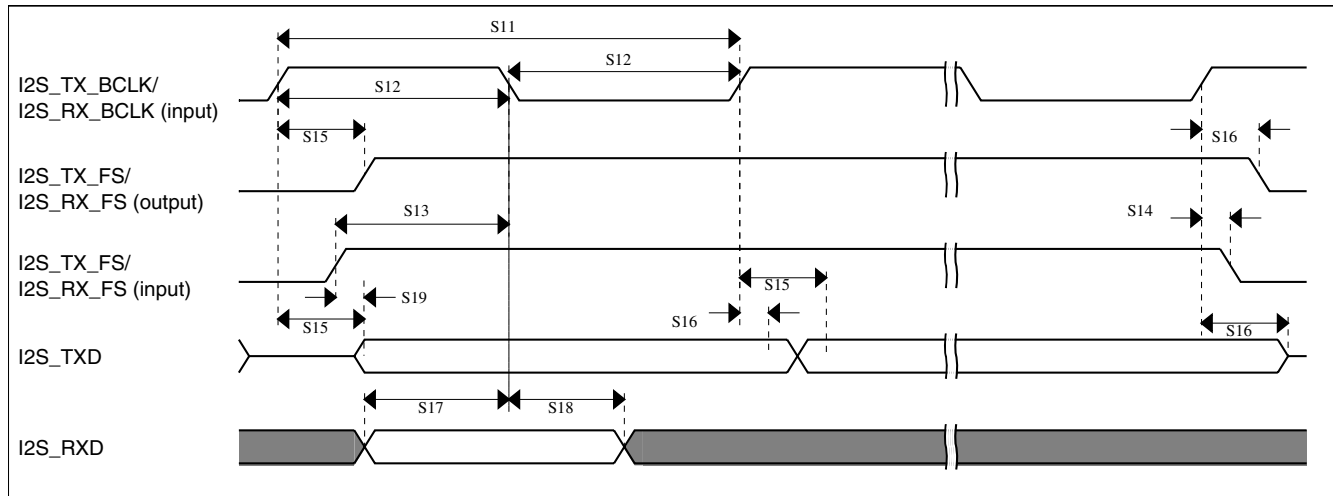 S11
I2S_TX_BCLK/
I2S_RX_BCLK (input)
S12
S12
S15
S16
I2S_TX_FS/
I2S_RX_FS (output)
S13
S14
I2S_TX_FS/
I2S_RX_FS (input)
S15
S19
S15
S16
S16
I2S_TXD
S17
S18
I2S_RXD